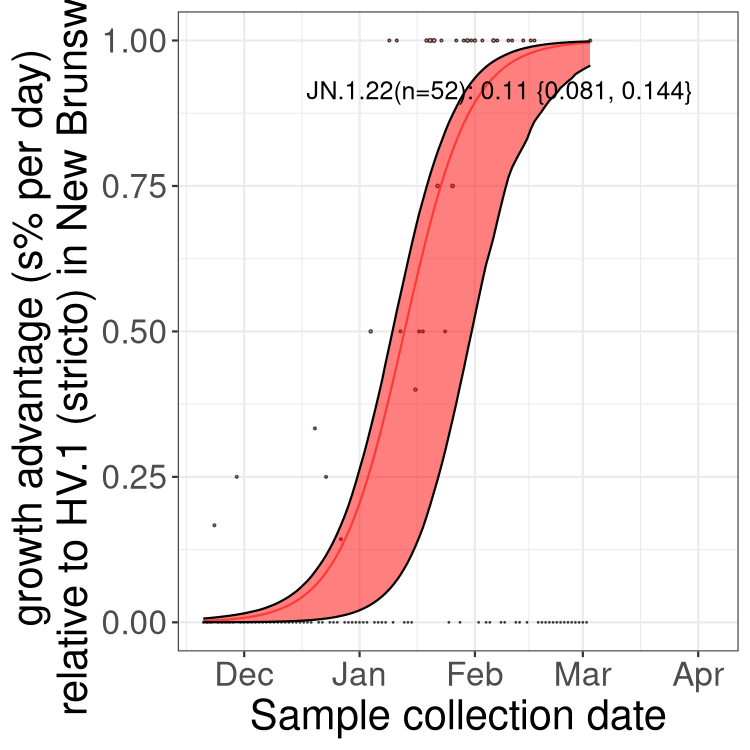 growth advantage (s% per day)
relative to HV.1 (stricto) in New Brunsw
1.00
0.75
0.50
0.25
0.00
JN.1.22(n=52): 0.11 {0.081, 0.144}
Dec Jan Feb Mar Apr
Sample collection date